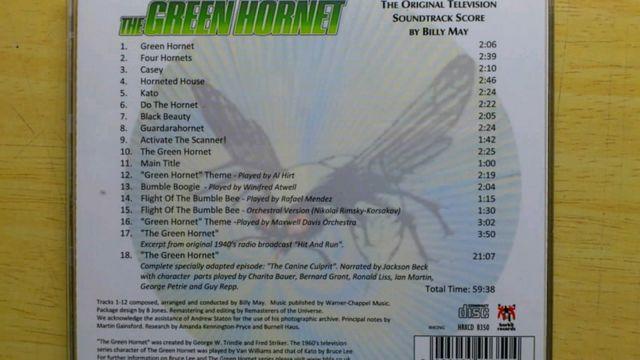 THE GREEN HORNET
THE ORIGINAL TELEVISION
SOUNDTRACK SCORE
BY BILLY MAY
1. Green Hornet 2:06
2. Four Hornets 2:39
3. Casey 2:10
4. Horneted House 2:46
5. Kato 2:24
6. Do The Hornet 2:22
7. Black Beauty 2:05
8. Guardarahornet 2:24
9. Activate The Scanner! 1:42
10. The Green Hornet 2:25
11. Main Title 1:00
12. "Green Hornet" Theme - Played by Al Hirt 2:19
13. Bumble Boogie - Played by Winifred Atwell 2:04
14. Flight Of The Bumble Bee - Played by Rafael Mendez 1:15
15. Flight Of The Bumble Bee - Orchestral Version (Nikolai Rimsky-Korsakov) 1:30
16. "Green Hornet" Theme - Played by Maxwell Davis Orchestra 3:02
17. "The Green Hornet" 3:50
Excerpt from original 1940's radio broadcast "Hit And Run".
18. "The Green Hornet" 21:07
Complete specially adapted episode: "The Canine Culprit". Narrated by Jackson Beck
with character parts played by Charita Bauer, Bernard Grant, Ronald Liss, Ian Martin,
George Petrie and Guy Repp.
Total Time: 59:38
Tracks 1-12 composed, arranged and conducted by Billy May. Music published by Warner-Chappel Music.
Package design by B Jones. Remastering and editing by Remasterers of the Universe.
We acknowledge the assistance of Andrew Staton for the use of his photographic archive. Principal notes by
Martin Gainsford. Research by Amanda Kennington-Pryce and Burnell Haus.
COMPACT
disc
HRKCD 8350
"The Green Hornet" was created by George W. Trindle and Fred Striker. The 1960's television
series character of The Green Hornet was played by Van Williams and that of Kato by Bruce Lee